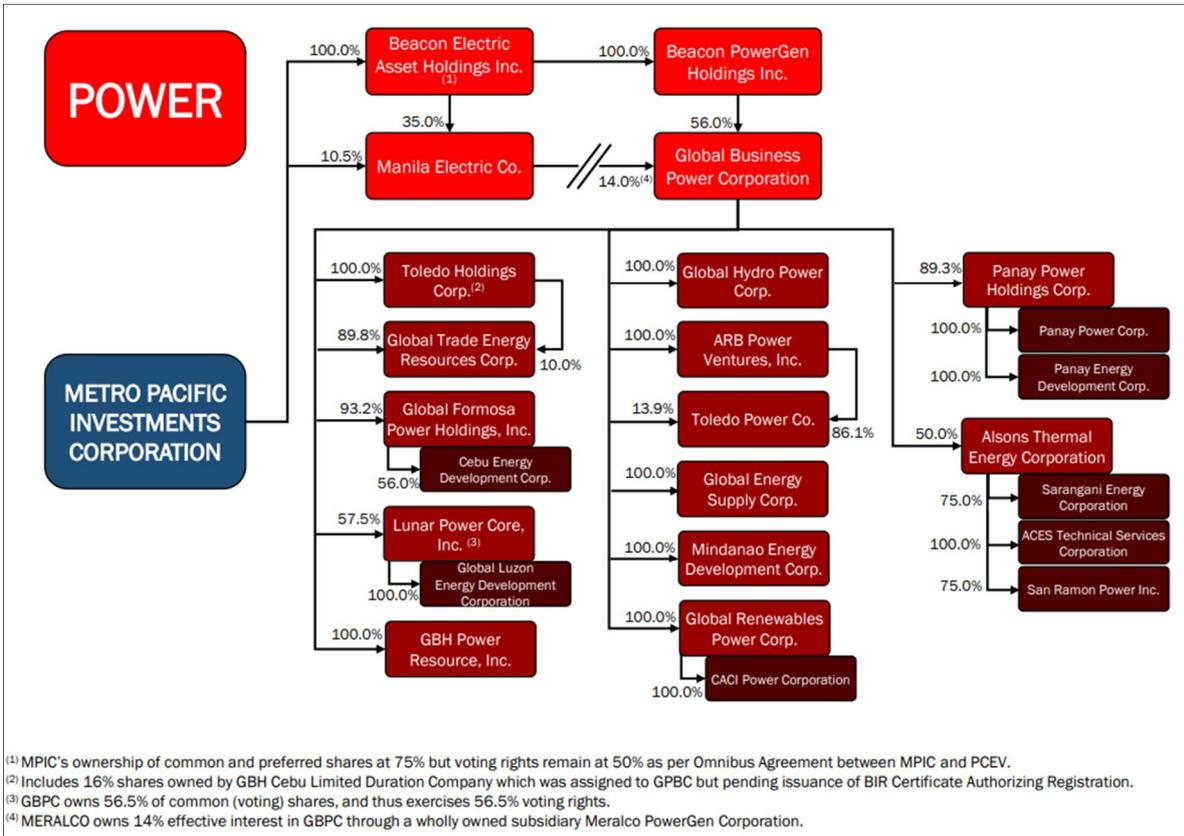 POWER
METRO PACIFIC
INVESTMENTS
CORPORATION
100.0%
Beacon Electric
Asset Holdings Inc.
(1)
100.0%
Beacon PowerGen
Holdings Inc.
35.0%
56.0%
10.5%
Manila Electric Co.
14.0%(4)
Global Business
Power Corporation
100.0%
Toledo Holdings
Corp.(2)
89.8%
Global Trade Energy
Resources Corp.
10.0%
93.2%
Global Formosa
Power Holdings, Inc.
56.0%
Cebu Energy
Development Corp.
57.5%
Lunar Power Core,
Inc. (3)
100.0%
Global Luzon
Energy Development
Corporation
100.0%
GBH Power
Resource, Inc.
100.0%
Global Hydro Power
Corp.
100.0%
ARB Power
Ventures, Inc.
13.9%
Toledo Power Co.
86.1%
100.0%
Global Energy
Supply Corp.
100.0%
Mindanao Energy
Development Corp.
100.0%
Global Renewables
Power Corp.
100.0%
CACI Power Corporation
89.3%
Panay Power
Holdings Corp.
100.0%
Panay Power Corp.
100.0%
Panay Energy
Development Corp.
50.0%
Alsons Thermal
Energy Corporation
75.0%
Sarangani Energy
Corporation
100.0%
ACES Technical Services
Corporation
75.0%
San Ramon Power Inc.
(1) MPIC's ownership of common and preferred shares at 75% but voting rights remain at 50% as per Omnibus Agreement between MPIC and PCEV.
(2) Includes 16% shares owned by GBH Cebu Limited Duration Company which was assigned to GPBC but pending issuance of BIR Certificate Authorizing Registration.
(3) GBPC owns 56.5% of common (voting) shares, and thus exercises 56.5% voting rights.
(4) MERALCO owns 14% effective interest in GBPC through a wholly owned subsidiary Meralco PowerGen Corporation.